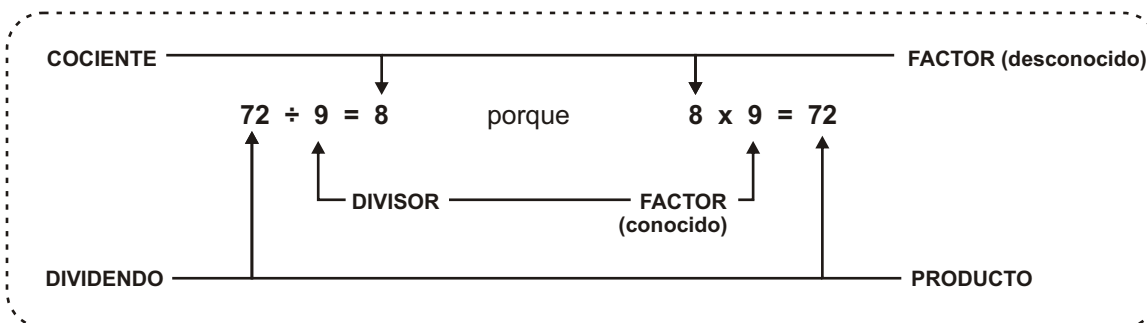 COCIENTE FACTOR (desconocido)
72 ÷ 9 = 8 porque 8 x 9 = 72
DIVISOR FACTOR
(conocido)
DIVIDENDO PRODUCTO